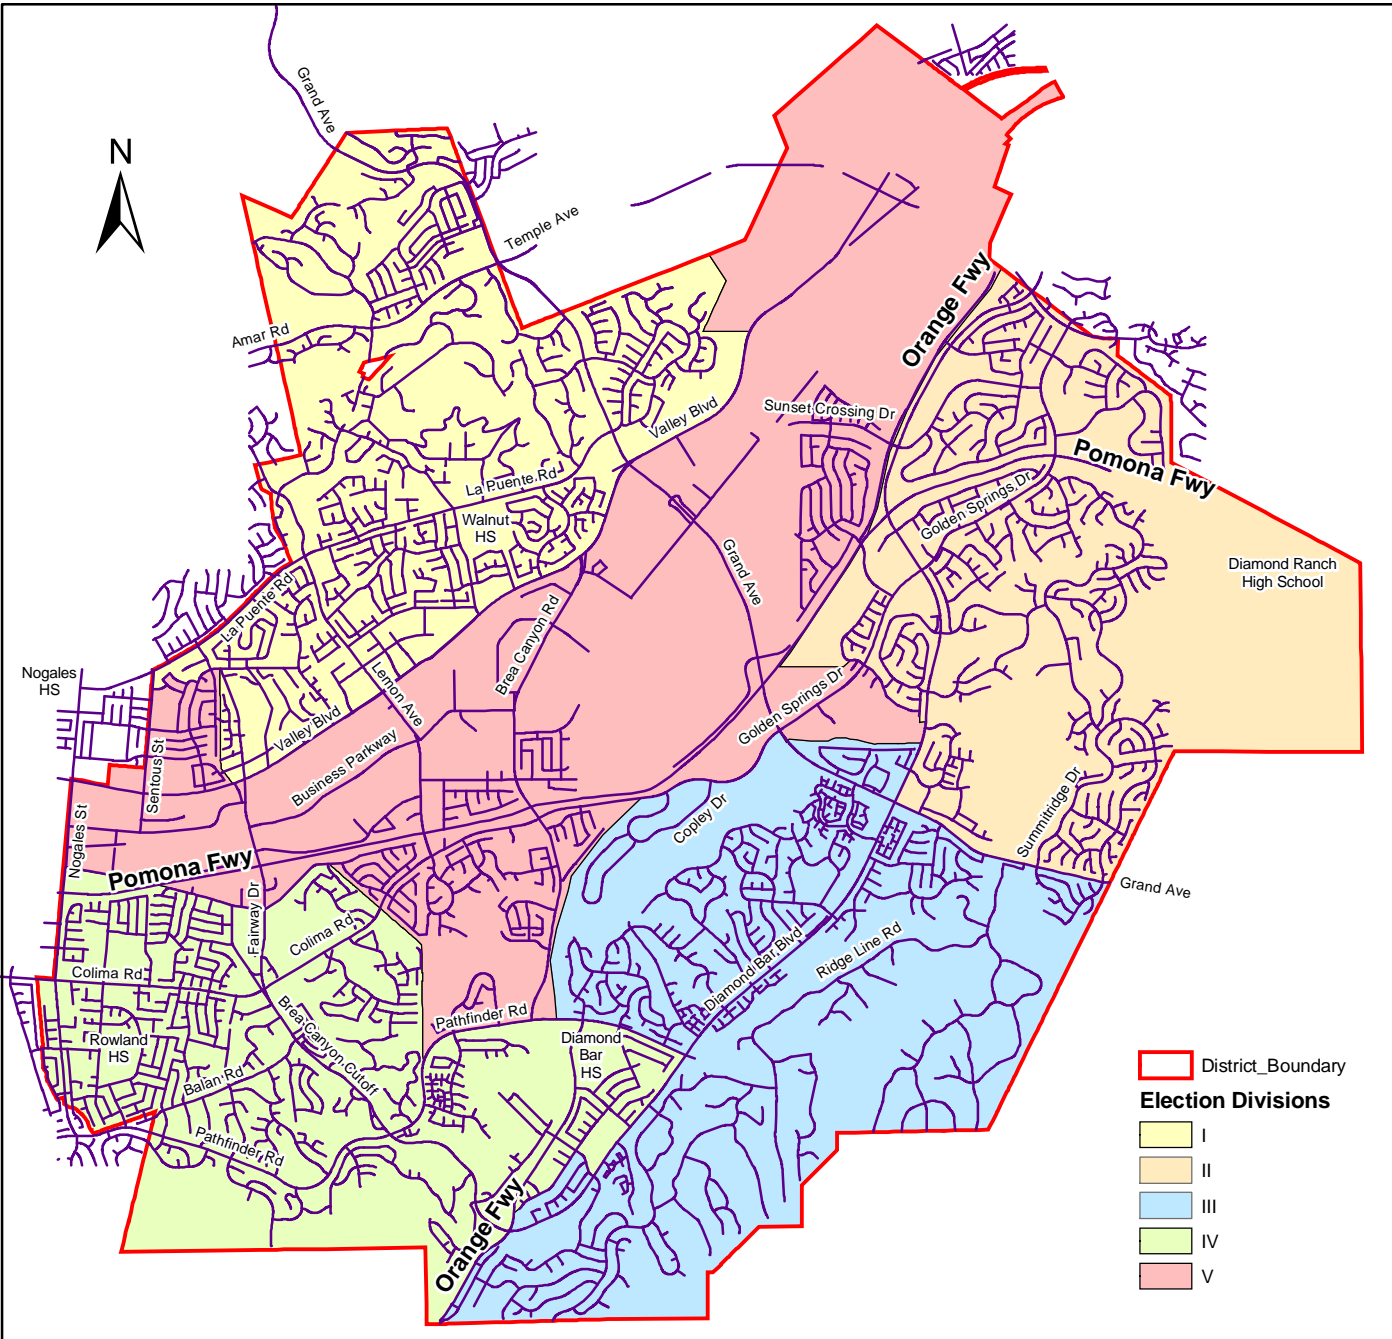 Grand Ave
N
Temple Ave
Amar Rd
Orange Fwy
Sunset Crossing Dr
Valley Blvd
Pomona Fwy
La Puente Rd
Golden Springs Dr
Walnut
HS
Grand Ave
Diamond Ranch
High School
La Puente Rd
Brea Canyon Rd
Nogales
HS
Lemon Ave
Golden Springs Dr
Valley Blvd
Sentous St
Business Parkway
Copley Dr
Summitridge Dr
Nogales St
Pomona Fwy
Grand Ave
Fairway Dr
Colima Rd
Diamond Bar Blvd
Ridge Line Rd
Colima Rd
Brea Canyon Cutoff
Pathfinder Rd
Rowland
HS
Diamond
Bar
HS
Balan Rd
Pathfinder Rd
Orange Fwy
District_Boundary
Election Divisions
I
II
III
IV
V